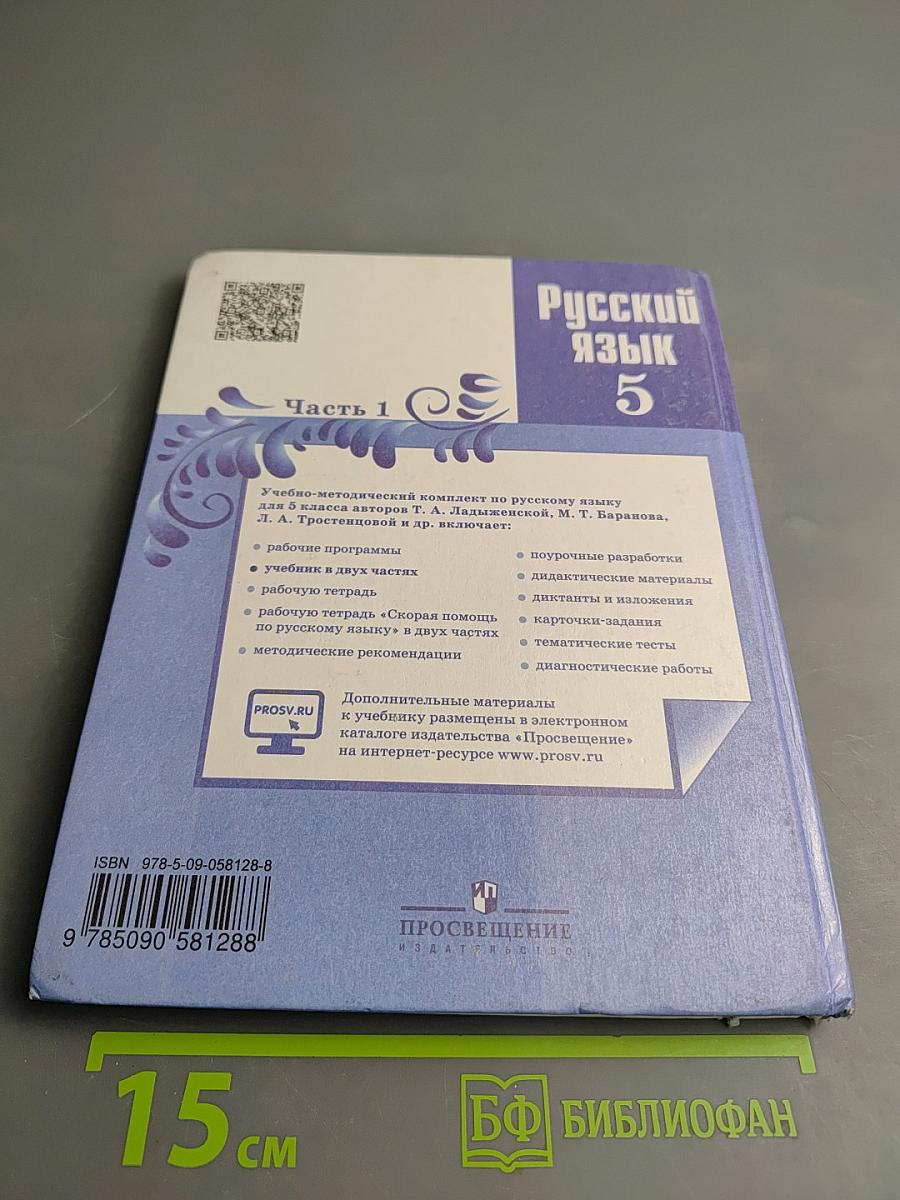 Русский
язык
5
Часть 1
Учебно-методический комплект по русскому языку
для 5 класса авторов Т. А. Ладыженской, М. Т. Баранова,
Л. А. Тростенцовой и др. включает:
• рабочие программы
• учебник в двух частях
• рабочую тетрадь
• рабочую тетрадь «Скорая помощь
по русскому языку» в двух частях
• методические рекомендации
• поурочные разработки
• дидактические материалы
• диктанты и изложения
• карточки-задания
• тематические тесты
• диагностические работы
PROSV.RU
Дополнительные материалы
к учебнику размещены в электронном
каталоге издательства «Просвещение»
на интернет-ресурсе www.prosv.ru
ISBN 978-5-09-058128-8
9 785090 581288
ИП
ПРОСВЕЩЕНИЕ
ИЗДАТЕЛЬСТВО
15 см
БФ БИБЛИОФАН